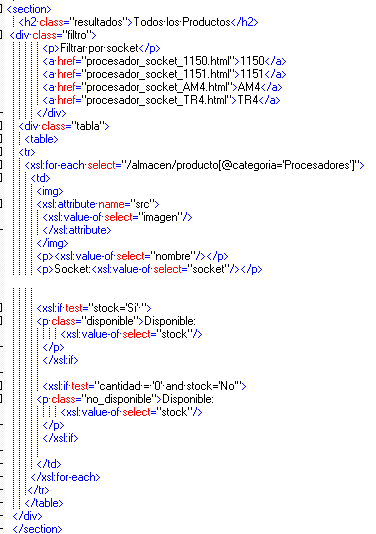 <section>
<h2 class="resultados">Todos los Productos</h2>
<div class="filtro">
<p>Filtrar por socket</p>
<a href="procesador_socket_1150.html">1150</a>
<a href="procesador_socket_1151.html">1151</a>
<a href="procesador_socket_AM4.html">AM4</a>
<a href="procesador_socket_TR4.html">TR4</a>
</div>
<div class="tabla">
<table>
<tr>
<xsl:for-each select="/almacen/producto[@categoria='Procesadores']">
<td>
<img>
<xsl:attribute name="src">
<xsl:value-of select="imagen"/>
</xsl:attribute>
</img>
<p><xsl:value-of select="nombre"/></p>
<p>Socket:<xsl:value-of select="socket"/></p>
<xsl:if test="stock='Si' ">
<p class="disponible">Disponible:
<xsl:value-of select="stock"/>
</p>
</xsl:if>
<xsl:if test="cantidad = '0' and stock='No'">
<p class="no_disponible">Disponible:
<xsl:value-of select="stock"/>
</p>
</xsl:if>
</td>
</xsl:for-each>
</tr>
</table>
</div>
</section>